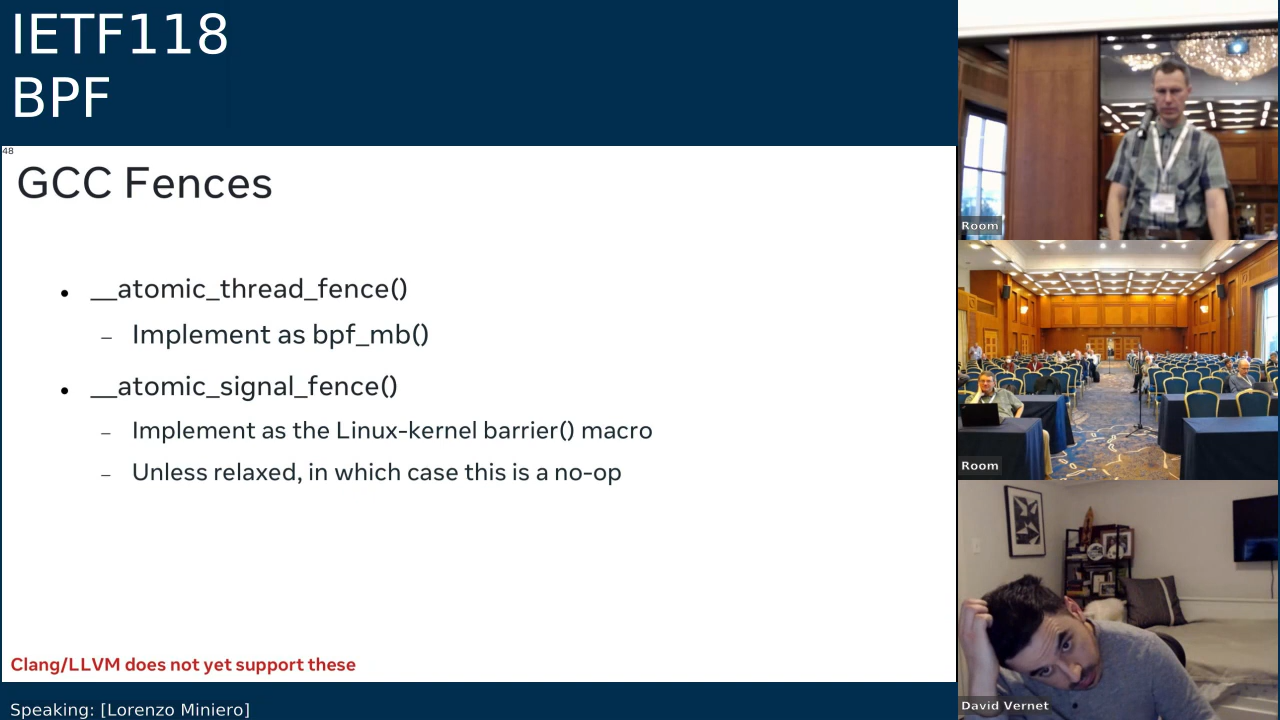 IETF118
BPF
48
GCC Fences
• __atomic_thread_fence()
– Implement as bpf_mb()
• __atomic_signal_fence()
– Implement as the Linux-kernel barrier() macro
– Unless relaxed, in which case this is a no-op
Clang/LLVM does not yet support these
Speaking: [Lorenzo Miniero]
Room
Room
David Vernet